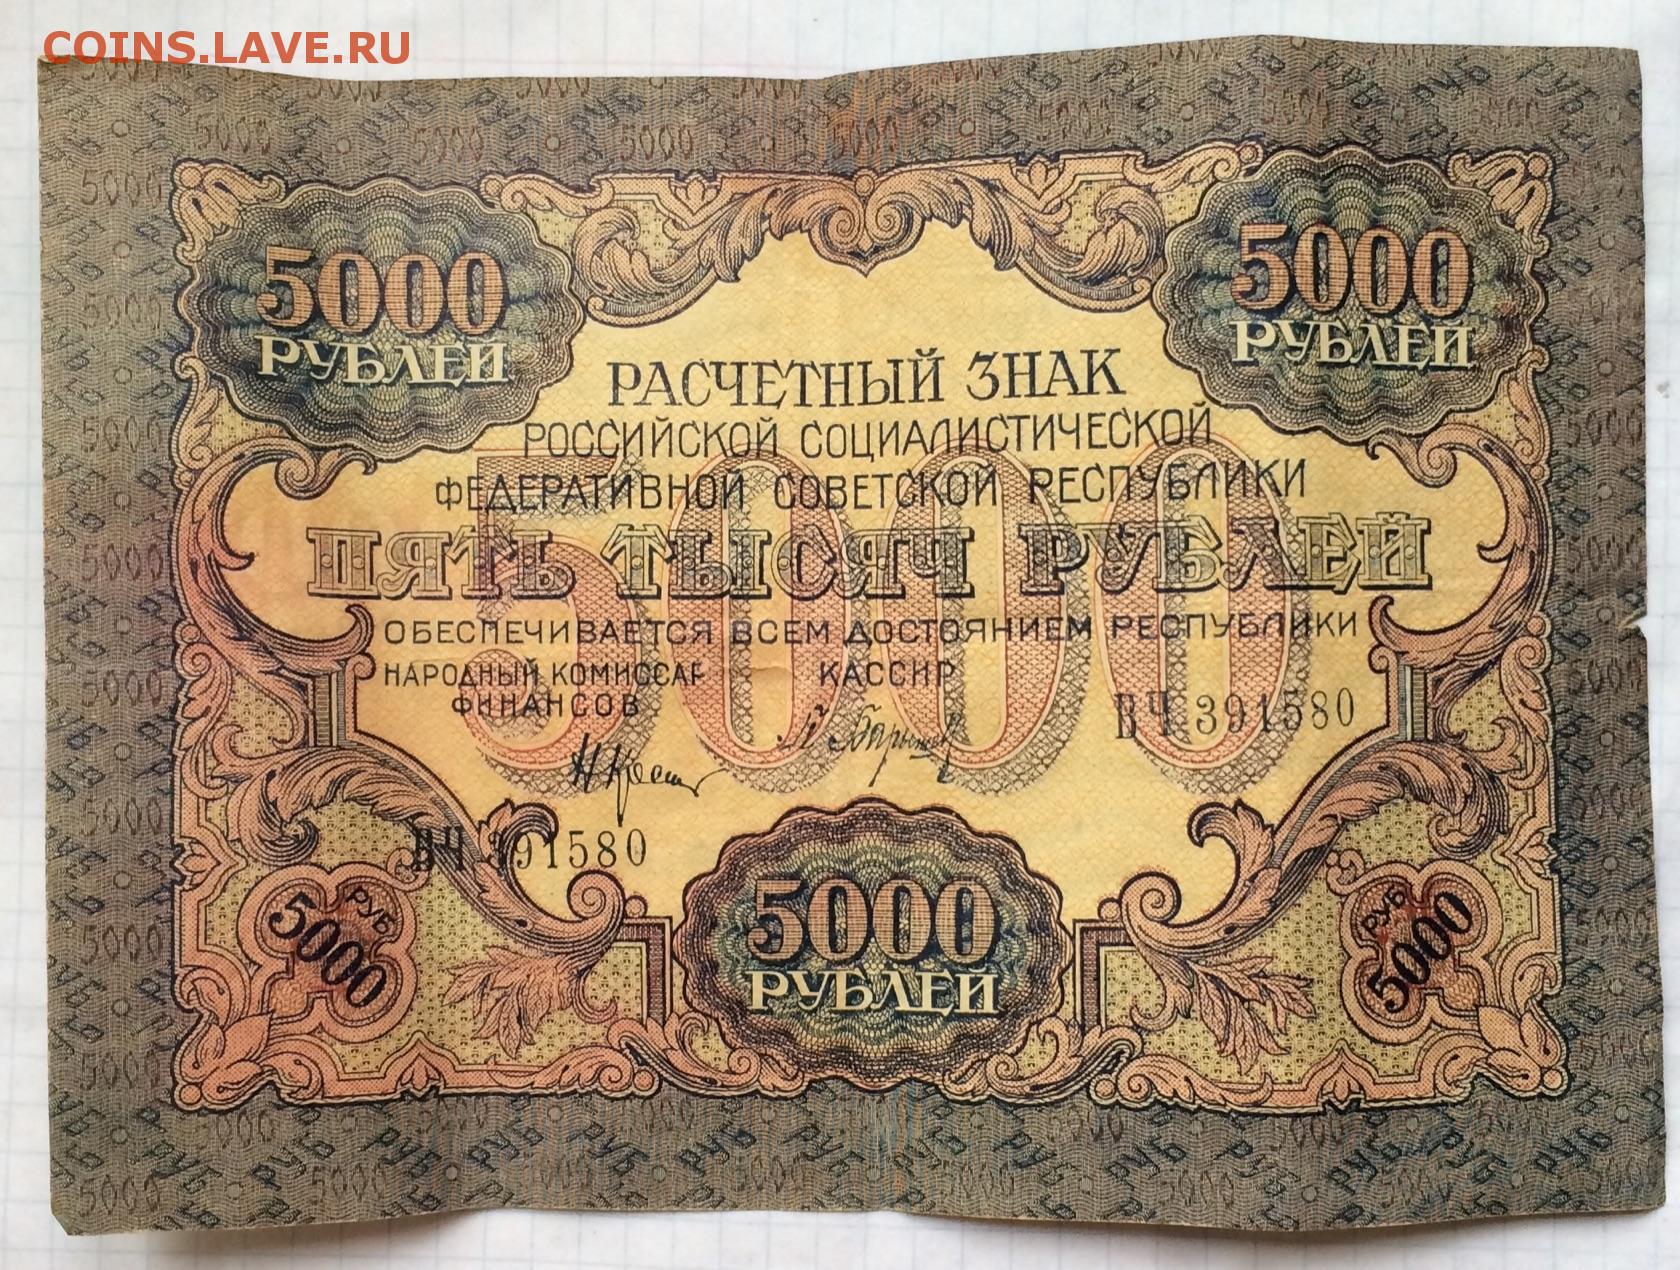 COINS.LAVE.RU
5000
РУБЛЕЙ
5000
РУБЛЕЙ
РАСЧЕТНЫЙ ЗНАК
РОССИЙСКОЙ СОЦИАЛИСТИЧЕСКОЙ
ФЕДЕРАТИВНОЙ СОВЕТСКОЙ РЕСПУБЛИКИ
5000
ПЯТЬ ТЫСЯЧ РУБЛЕЙ
ОБЕСПЕЧИВАЕТСЯ ВСЕМ ДОСТОЯНИЕМ РЕСПУБЛИКИ
НАРОДНЫЙ КОМИССАР
ФИНАНСОВ
КАССИР
ВЧ 391580
ВЧ 391580
РУБ
5000
5000
РУБЛЕЙ
РУБ
5000